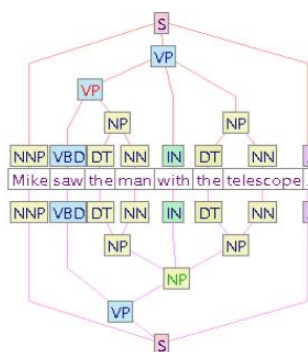 S
VP
VP
NP NP
NNP VBD DT NN IN DT NN
Mike saw the man with the telescope
NNP VBD DT NN IN DT NN
NP NP
NP
VP
S